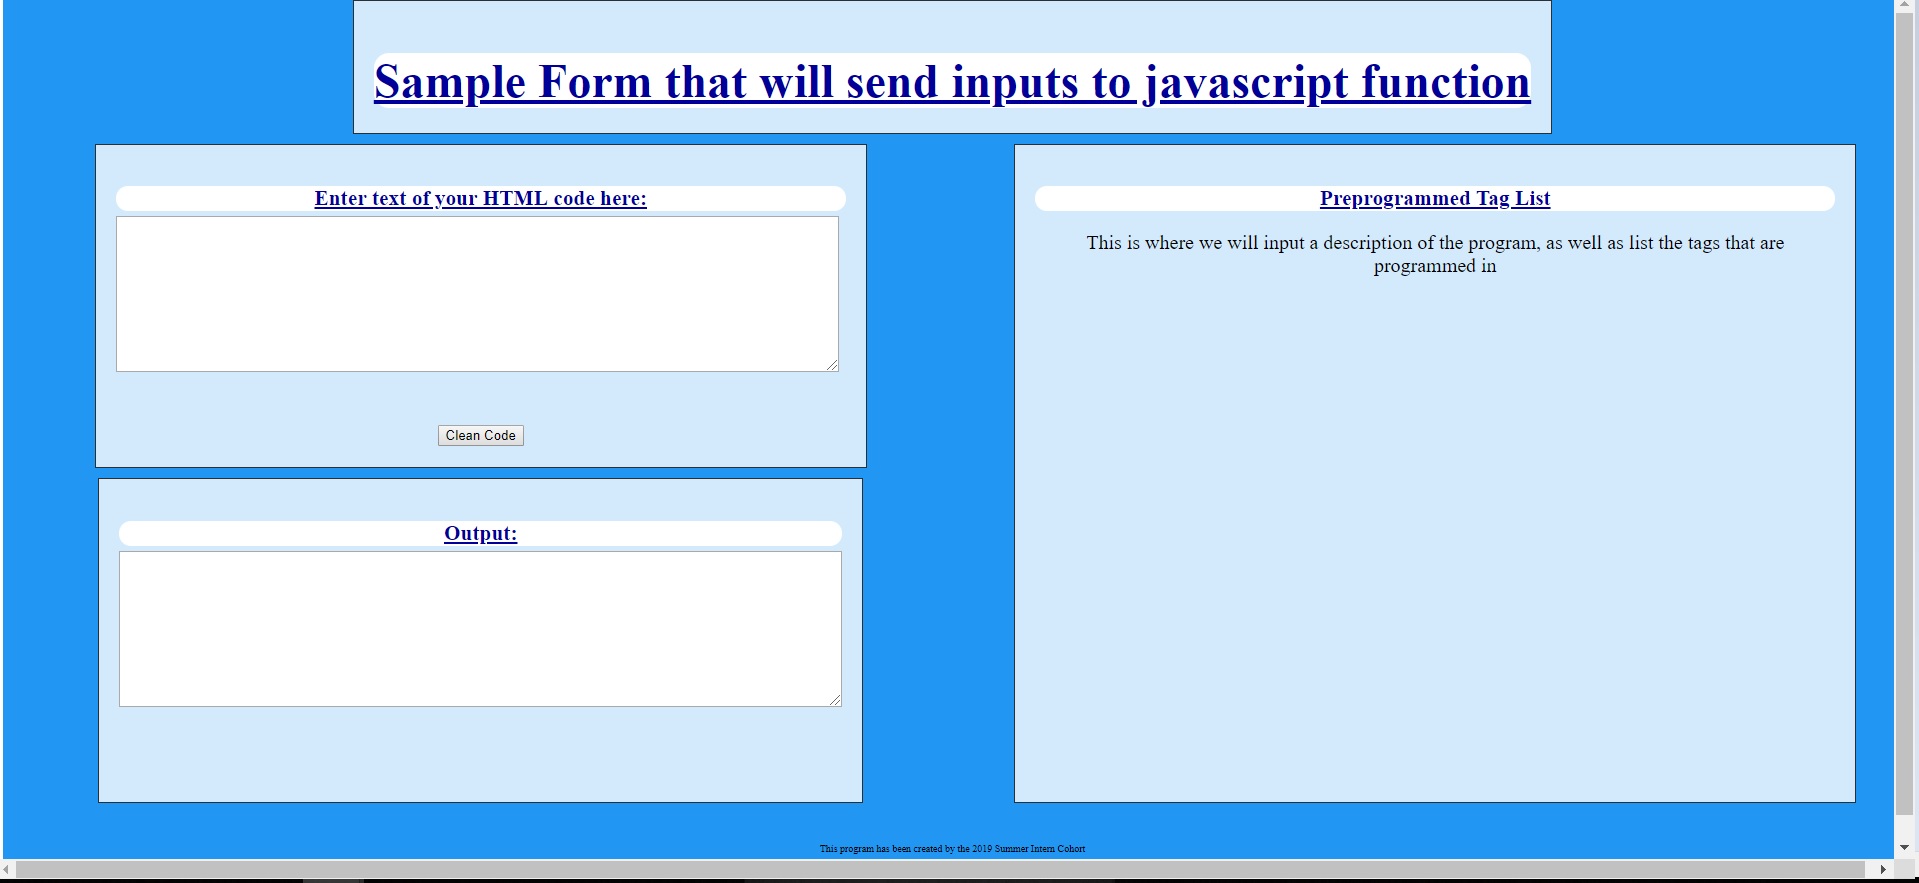 Sample Form that will send inputs to javascript function
Enter text of your HTML code here:
Clean Code
Output:
Preprogrammed Tag List
This is where we will input a description of the program, as well as list the tags that are
programmed in
This program has been created by the 2019 Summer Intern Cohort